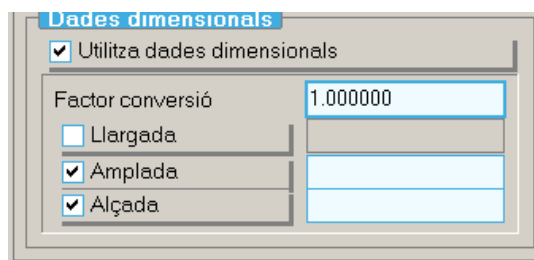 Dades dimensionals
Utilitza dades dimensionals
Factor conversió 1.000000
Llargada
Amplada
Alçada